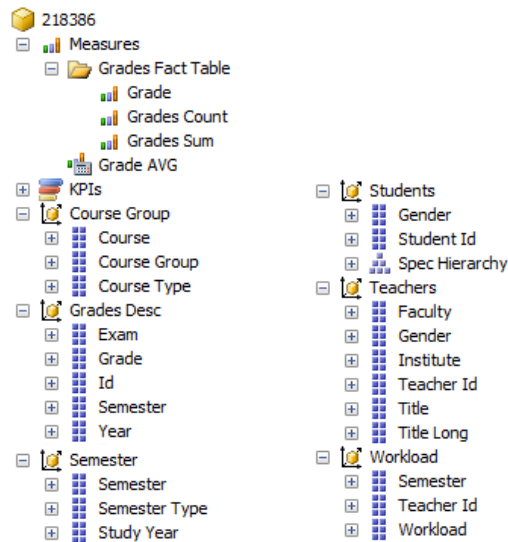 218386
Measures
Grades Fact Table
Grade
Grades Count
Grades Sum
Grade AVG
KPIs
Course Group
Course
Course Group
Course Type
Grades Desc
Exam
Grade
Id
Semester
Year
Semester
Semester
Semester Type
Study Year
Students
Gender
Student Id
Spec Hierarchy
Teachers
Faculty
Gender
Institute
Teacher Id
Title
Title Long
Workload
Semester
Teacher Id
Workload